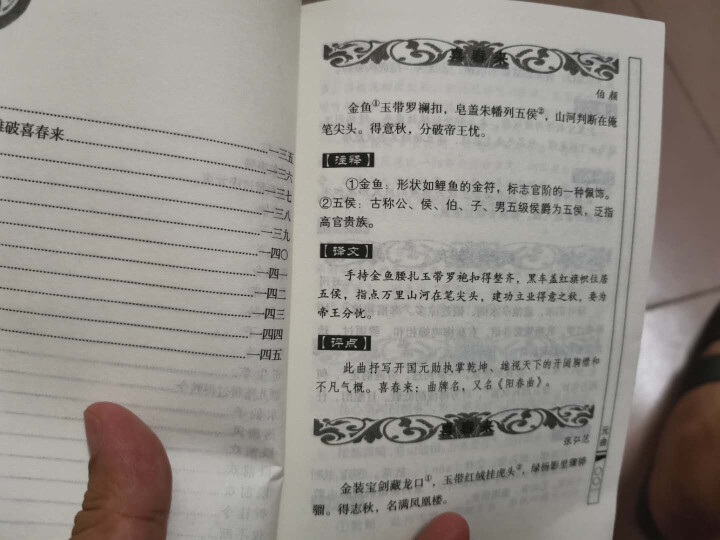 破喜春来
一三五
一三六
一三七
一三八
一三九
一四〇
一四一
一四二
一四三
一四四
一四五
喜春来
伯颜
金鱼①玉带罗襕扣，皂盖朱幡列五侯②，山河判断在俺
笔尖头。得意秋，分破帝王忧。
【注释】
①金鱼：形状如鲤鱼的金符，标志官阶的一种佩饰。
②五侯：古称公、侯、伯、子、男五级侯爵为五侯，泛指
高官贵族。
【译文】
手持金鱼腰扎玉带罗袍扣得整齐，黑车盖红旗帜位居
五侯，指点万里山河在笔尖头，建功立业得意之秋，要为
帝王分忧。
【评点】
此曲抒写开国元勋执掌乾坤、雄视天下的开阔胸襟和
不凡气概。喜春来：曲牌名，又名《阳春曲》。
喜春来
张弘范
金装宝剑藏龙口①，玉带红绒挂虎头②，绿杨影里骤骅
骝。得志秋，名满凤凰楼。
元曲